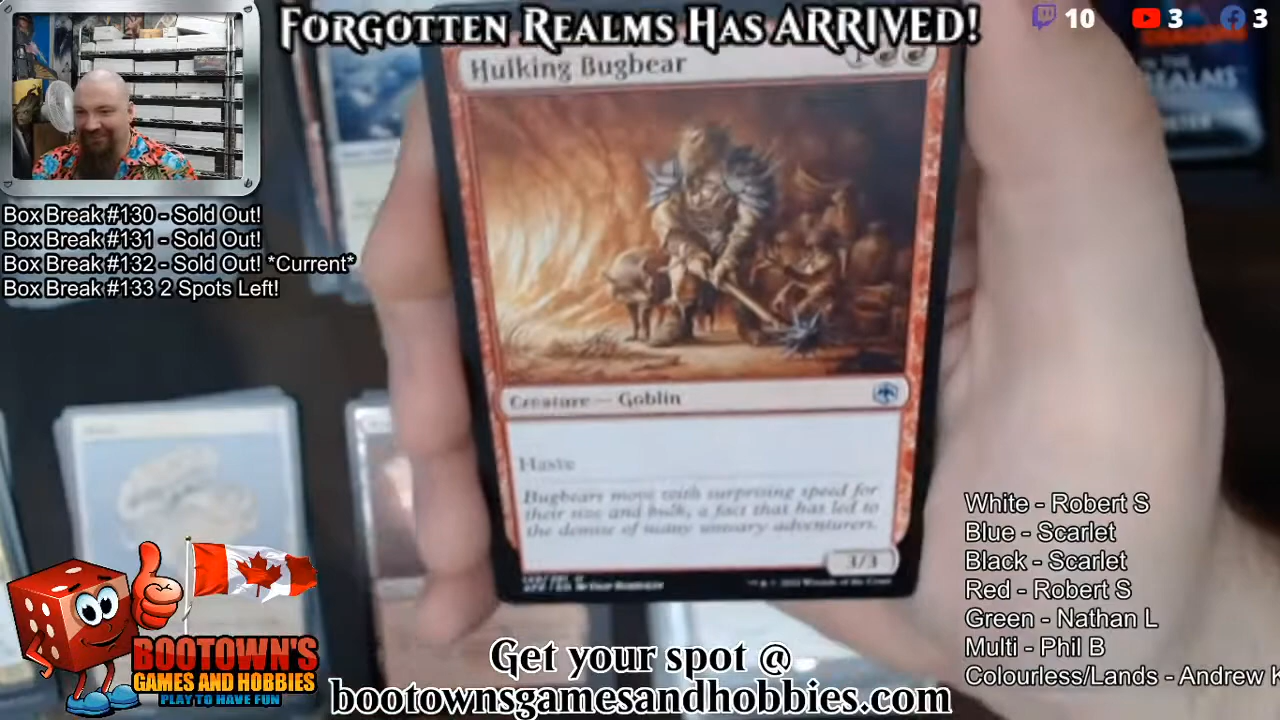 FORGOTTEN REALMS HAS ARRIVED!
10
3
3
Hulking Bugbear
1
REALMS
Box Break #130 - Sold Out!
Box Break #131 - Sold Out!
Box Break #132 - Sold Out! *Current*
Box Break #133 2 Spots Left!
Creature — Goblin
Haste
Bugbears move with surprising speed for
their size and bulk, a fact that has led to
the demise of many unwary adventurers.
3/3
White - Robert S
Blue - Scarlet
Black - Scarlet
Red - Robert S
Green - Nathan L
Multi - Phil B
Colourless/Lands - Andrew K
BOOTOWN'S
GAMES AND HOBBIES
PLAY TO HAVE FUN
Get your spot @
bootownsgamesandhobbies.com